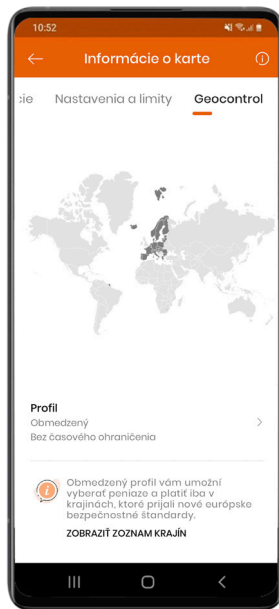 10:52
Informácie o karte
:ie Nastavenia a limity Geocontrol
Profil
Obmedzený
Bez časového ohraničenia
Obmedzený profil vám umožní
vyberať peniaze a platiť iba v
krajinách, ktoré prijali nové európske
bezpečnostné štandardy.
ZOBRAZIŤ ZOZNAM KRAJÍN